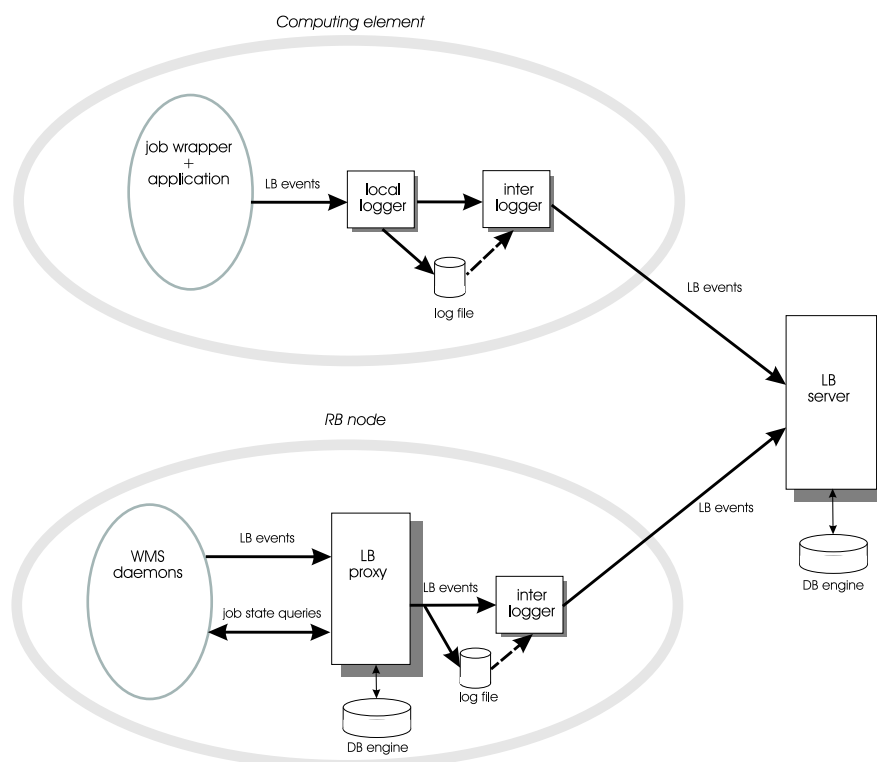 Computing element
job wrapper
+
application
LB events
local
logger
inter
logger
log file
LB events
LB
server
DB engine
RB node
WMS
daemons
LB events
job state queries
LB
proxy
LB events
inter
logger
log file
DB engine
LB events